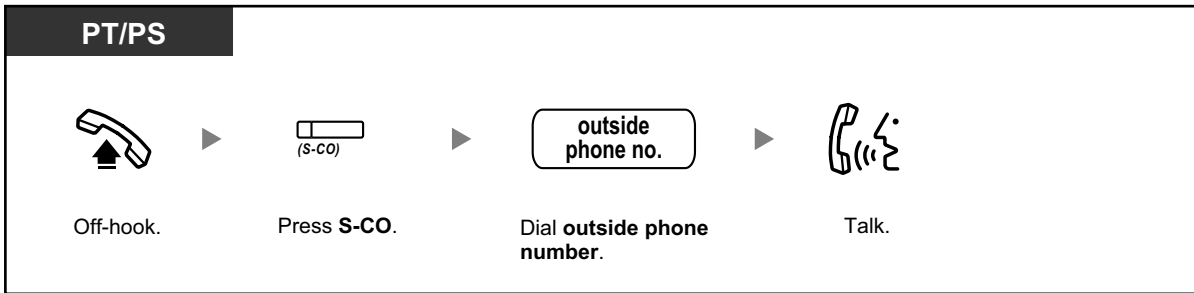 PT/PS
(S-CO)
outside
phone no.
Off-hook.
Press S-CO.
Dial outside phone
number.
Talk.